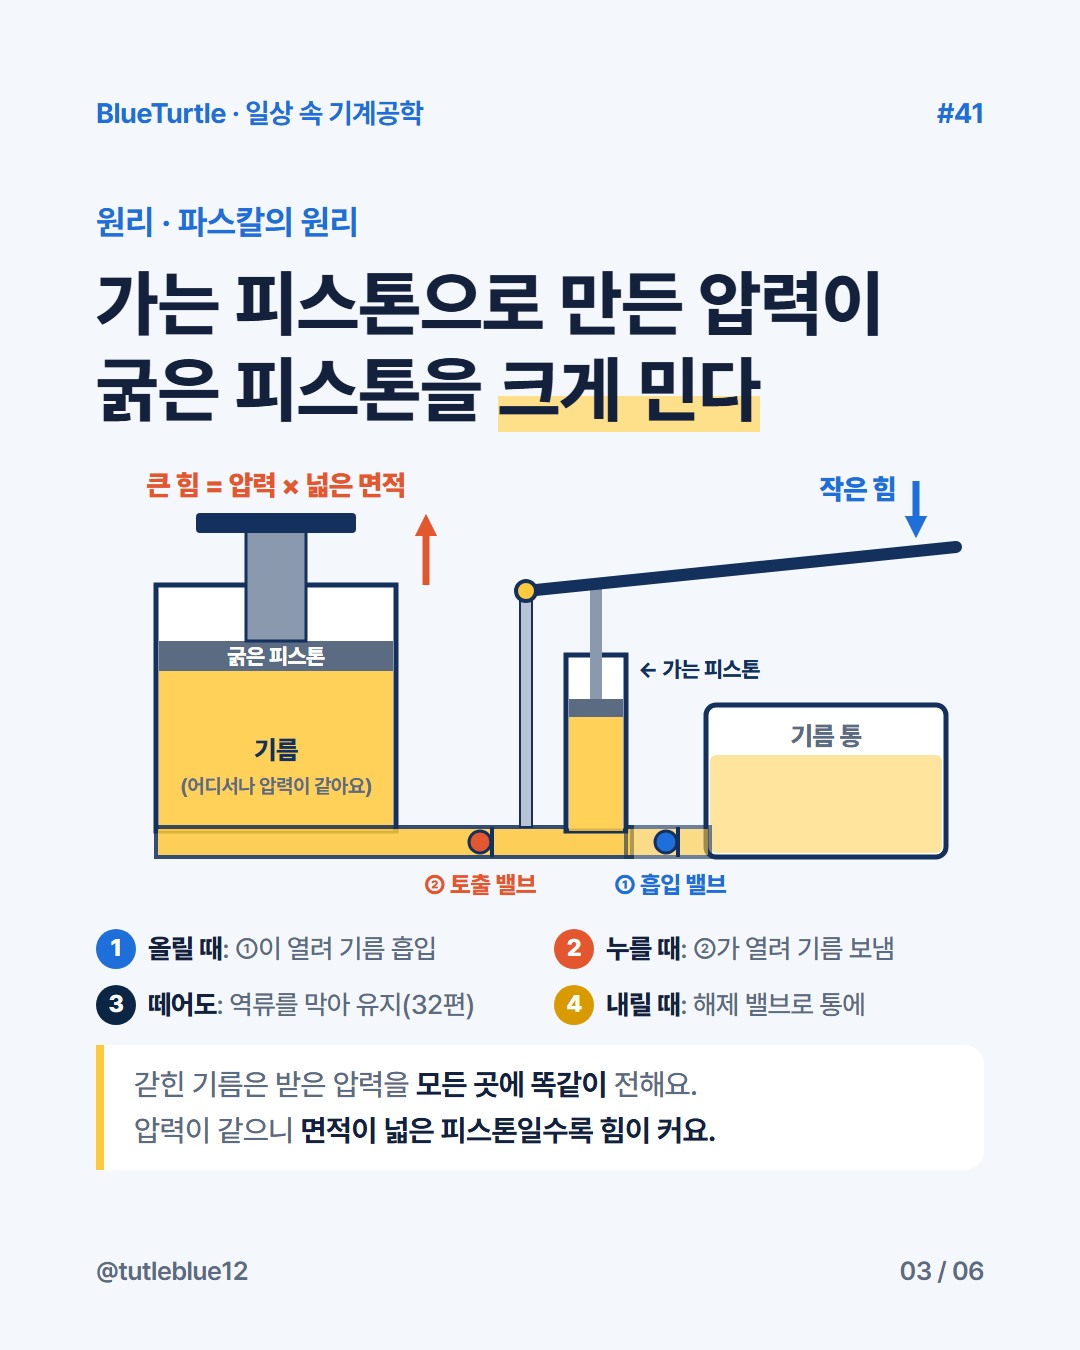 BlueTurtle · 일상 속 기계공학
#41
원리 · 파스칼의 원리
가는 피스톤으로 만든 압력이
굵은 피스톤을 크게 민다
큰 힘 = 압력 × 넓은 면적
작은 힘
굵은 피스톤
← 가는 피스톤
기름 통
기름
(어디서나 압력이 같아요)
② 토출 밸브
① 흡입 밸브
1 올릴 때: ①이 열려 기름 흡입
2 누를 때: ②가 열려 기름 보냄
3 떼어도: 역류를 막아 유지(32편)
4 내릴 때: 해제 밸브로 통에
갇힌 기름은 받은 압력을 모든 곳에 똑같이 전해요.
압력이 같으니 면적이 넓은 피스톤일수록 힘이 커요.
@tutleblue12
03 / 06